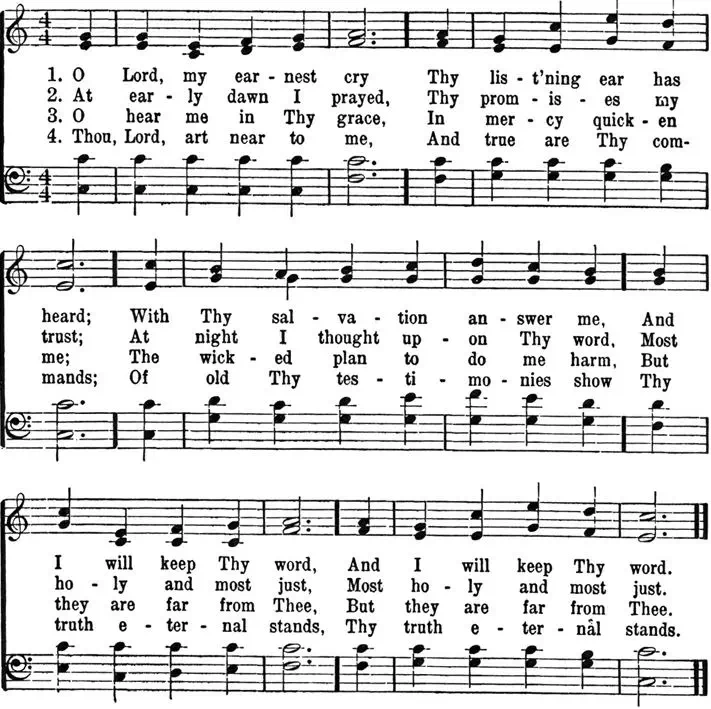 4 4
1. O Lord, my ear - nest cry Thy lis - t'ning ear has
2. At ear - ly dawn I prayed, Thy prom - is - es my
3. O hear me in Thy grace, In mer - cy quick - en
4. Thou, Lord, art near to me, And true are Thy com-
4 4
heard; With Thy sal - va - tion an - swer me, And
trust; At night I thought up - on Thy word, Most
me; The wick - ed plan to do me harm, But
mands; Of old Thy tes - ti - mo - nies show Thy
I will keep Thy word, And I will keep Thy word.
ho - ly and most just, Most ho - ly and most just.
they are far from Thee, But they are far from Thee.
truth e - ter - nal stands, Thy truth e - ter - nal stands.